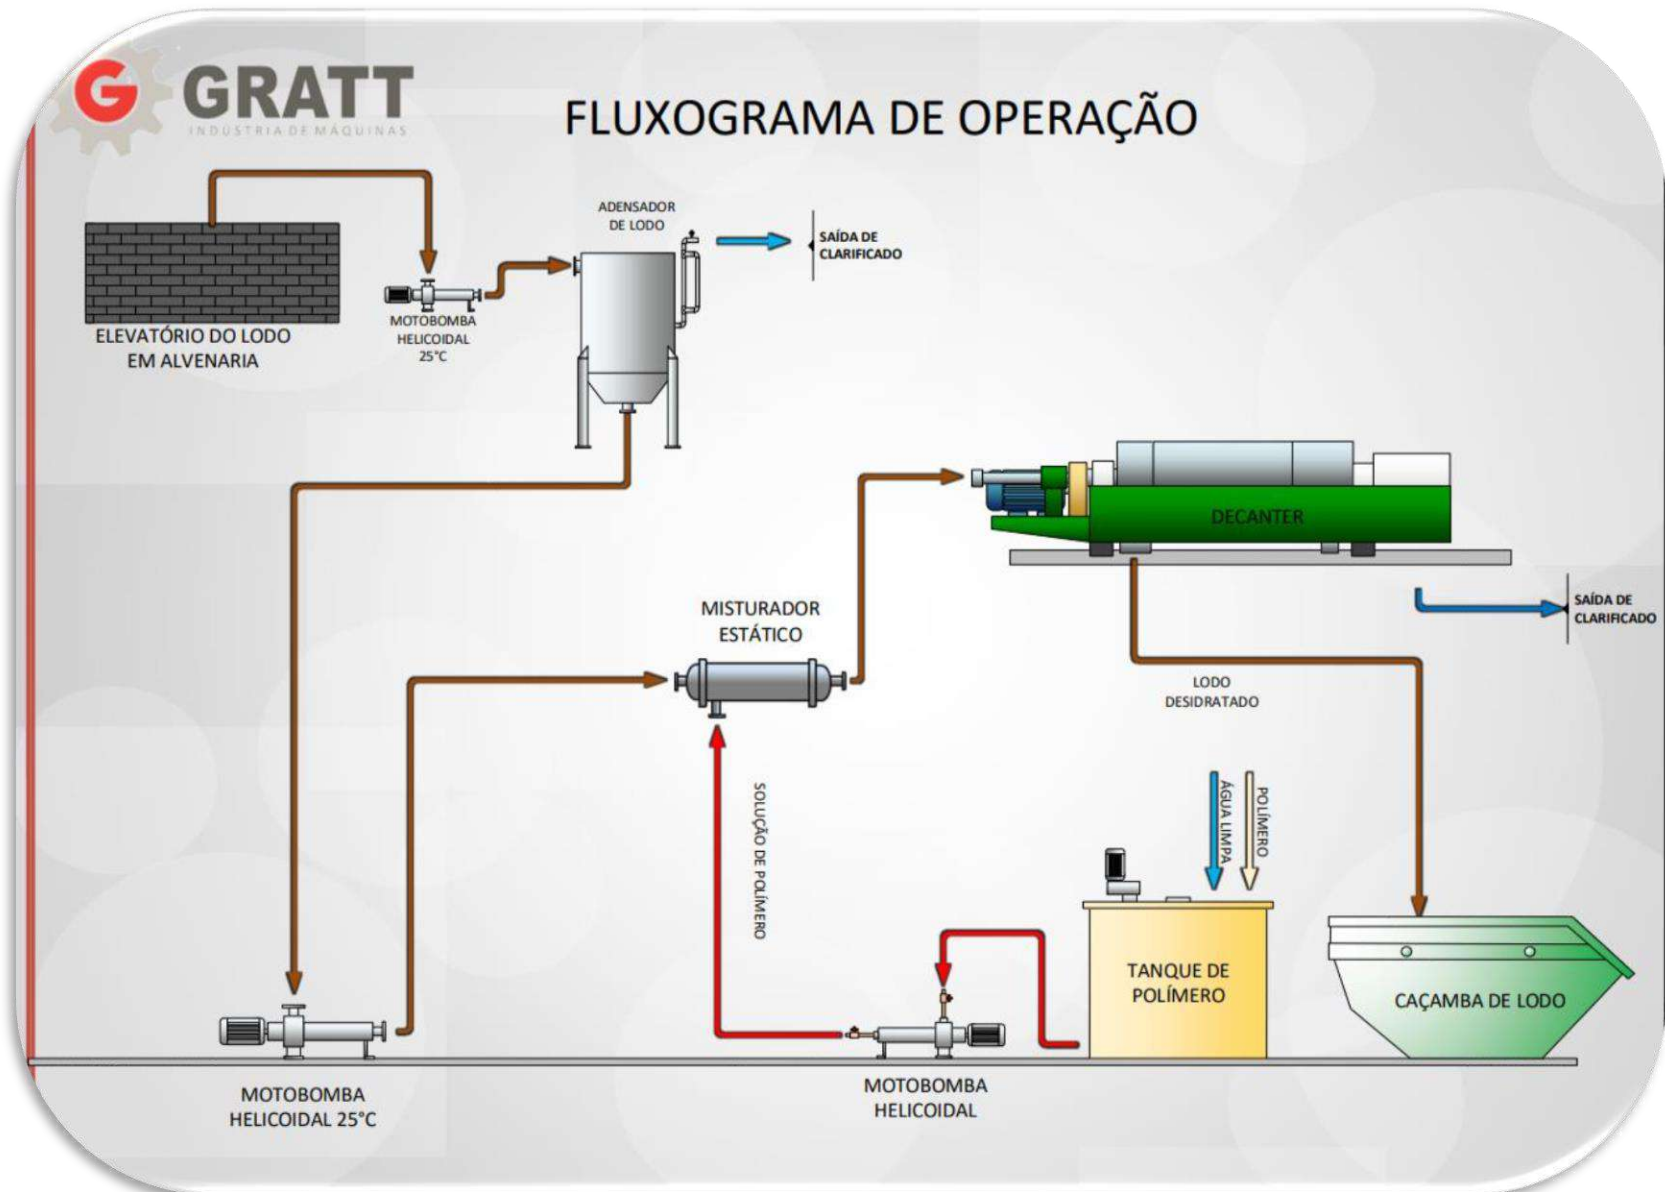 G GRATT
INDÚSTRIA DE MÁQUINAS
FLUXOGRAMA DE OPERAÇÃO
ADENSADOR
DE LODO
SAÍDA DE
CLARIFICADO
MOTOBOMBA
HELICOIDAL
25°C
ELEVATÓRIO DO LODO
EM ALVENARIA
DECANTER
MISTURADOR
ESTÁTICO
SAÍDA DE
CLARIFICADO
LODO
DESIDRATADO
SOLUÇÃO DE POLÍMERO
ÁGUA LIMPA
POLÍMERO
TANQUE DE
POLÍMERO
CAÇAMBA DE LODO
MOTOBOMBA
HELICOIDAL 25°C
MOTOBOMBA
HELICOIDAL